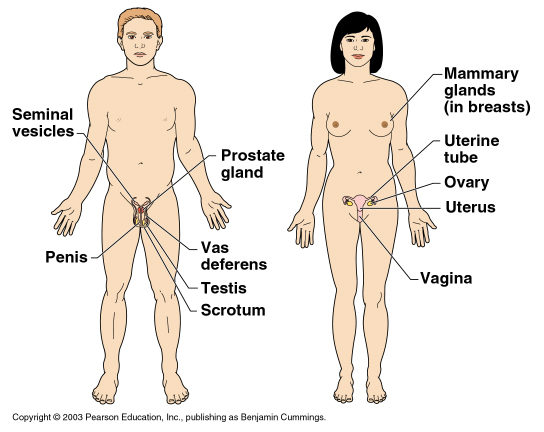 Seminal
vesicles
Prostate
gland
Penis
Vas
deferens
Testis
Scrotum
Mammary
glands
(in breasts)
Uterine
tube
Ovary
Uterus
Vagina
Copyright © 2003 Pearson Education, Inc., publishing as Benjamin Cummings.